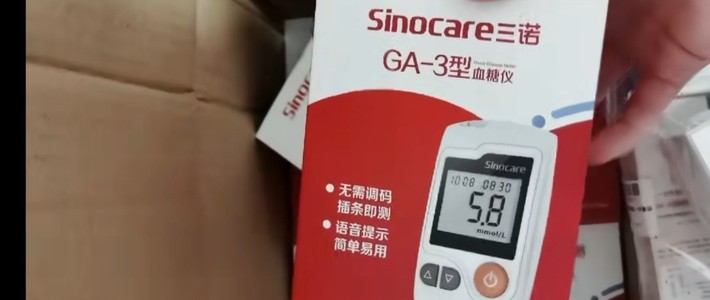 Sinocare三诺
GA-3型 血糖仪
Sinocare
Sinocare
10-08 08:30
5.8
mmol/L
无需调码
插条即测
语音提示
简单易用